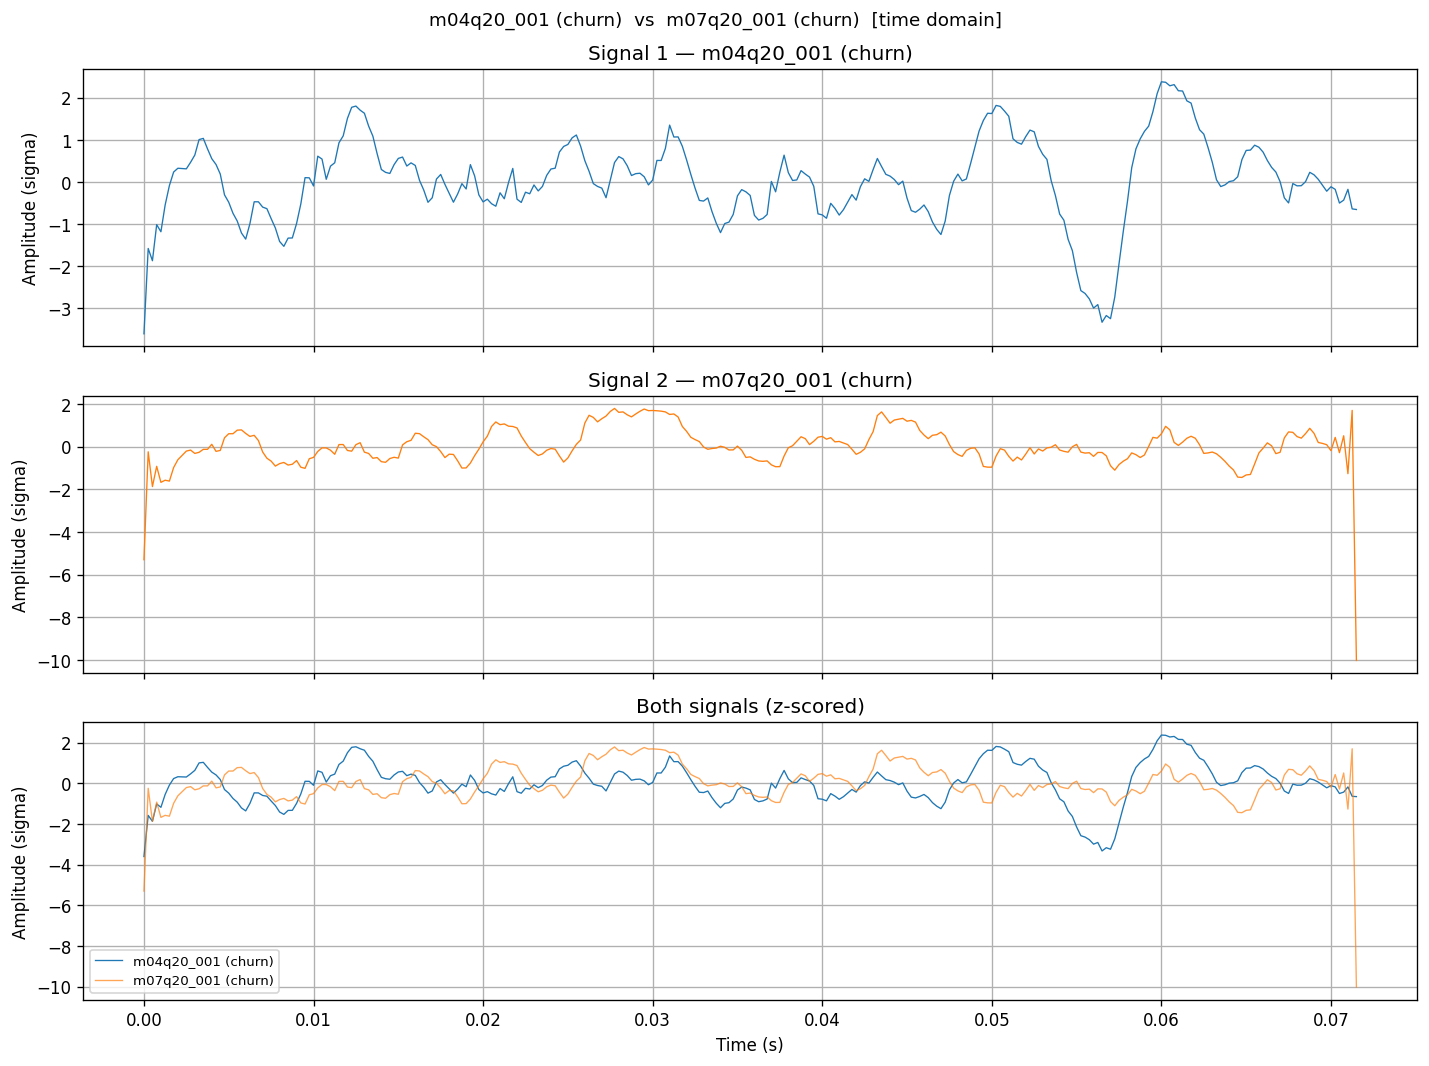 m04q20_001 (churn)  vs  m07q20_001 (churn)  [time domain]
Signal 1 — m04q20_001 (churn)
Amplitude (sigma)
2
1
0
−1
−2
−3
Signal 2 — m07q20_001 (churn)
Amplitude (sigma)
2
0
−2
−4
−6
−8
−10
Both signals (z-scored)
Amplitude (sigma)
2
0
−2
−4
−6
−8
−10
m04q20_001 (churn)
m07q20_001 (churn)
0.00 0.01 0.02 0.03 0.04 0.05 0.06 0.07
Time (s)